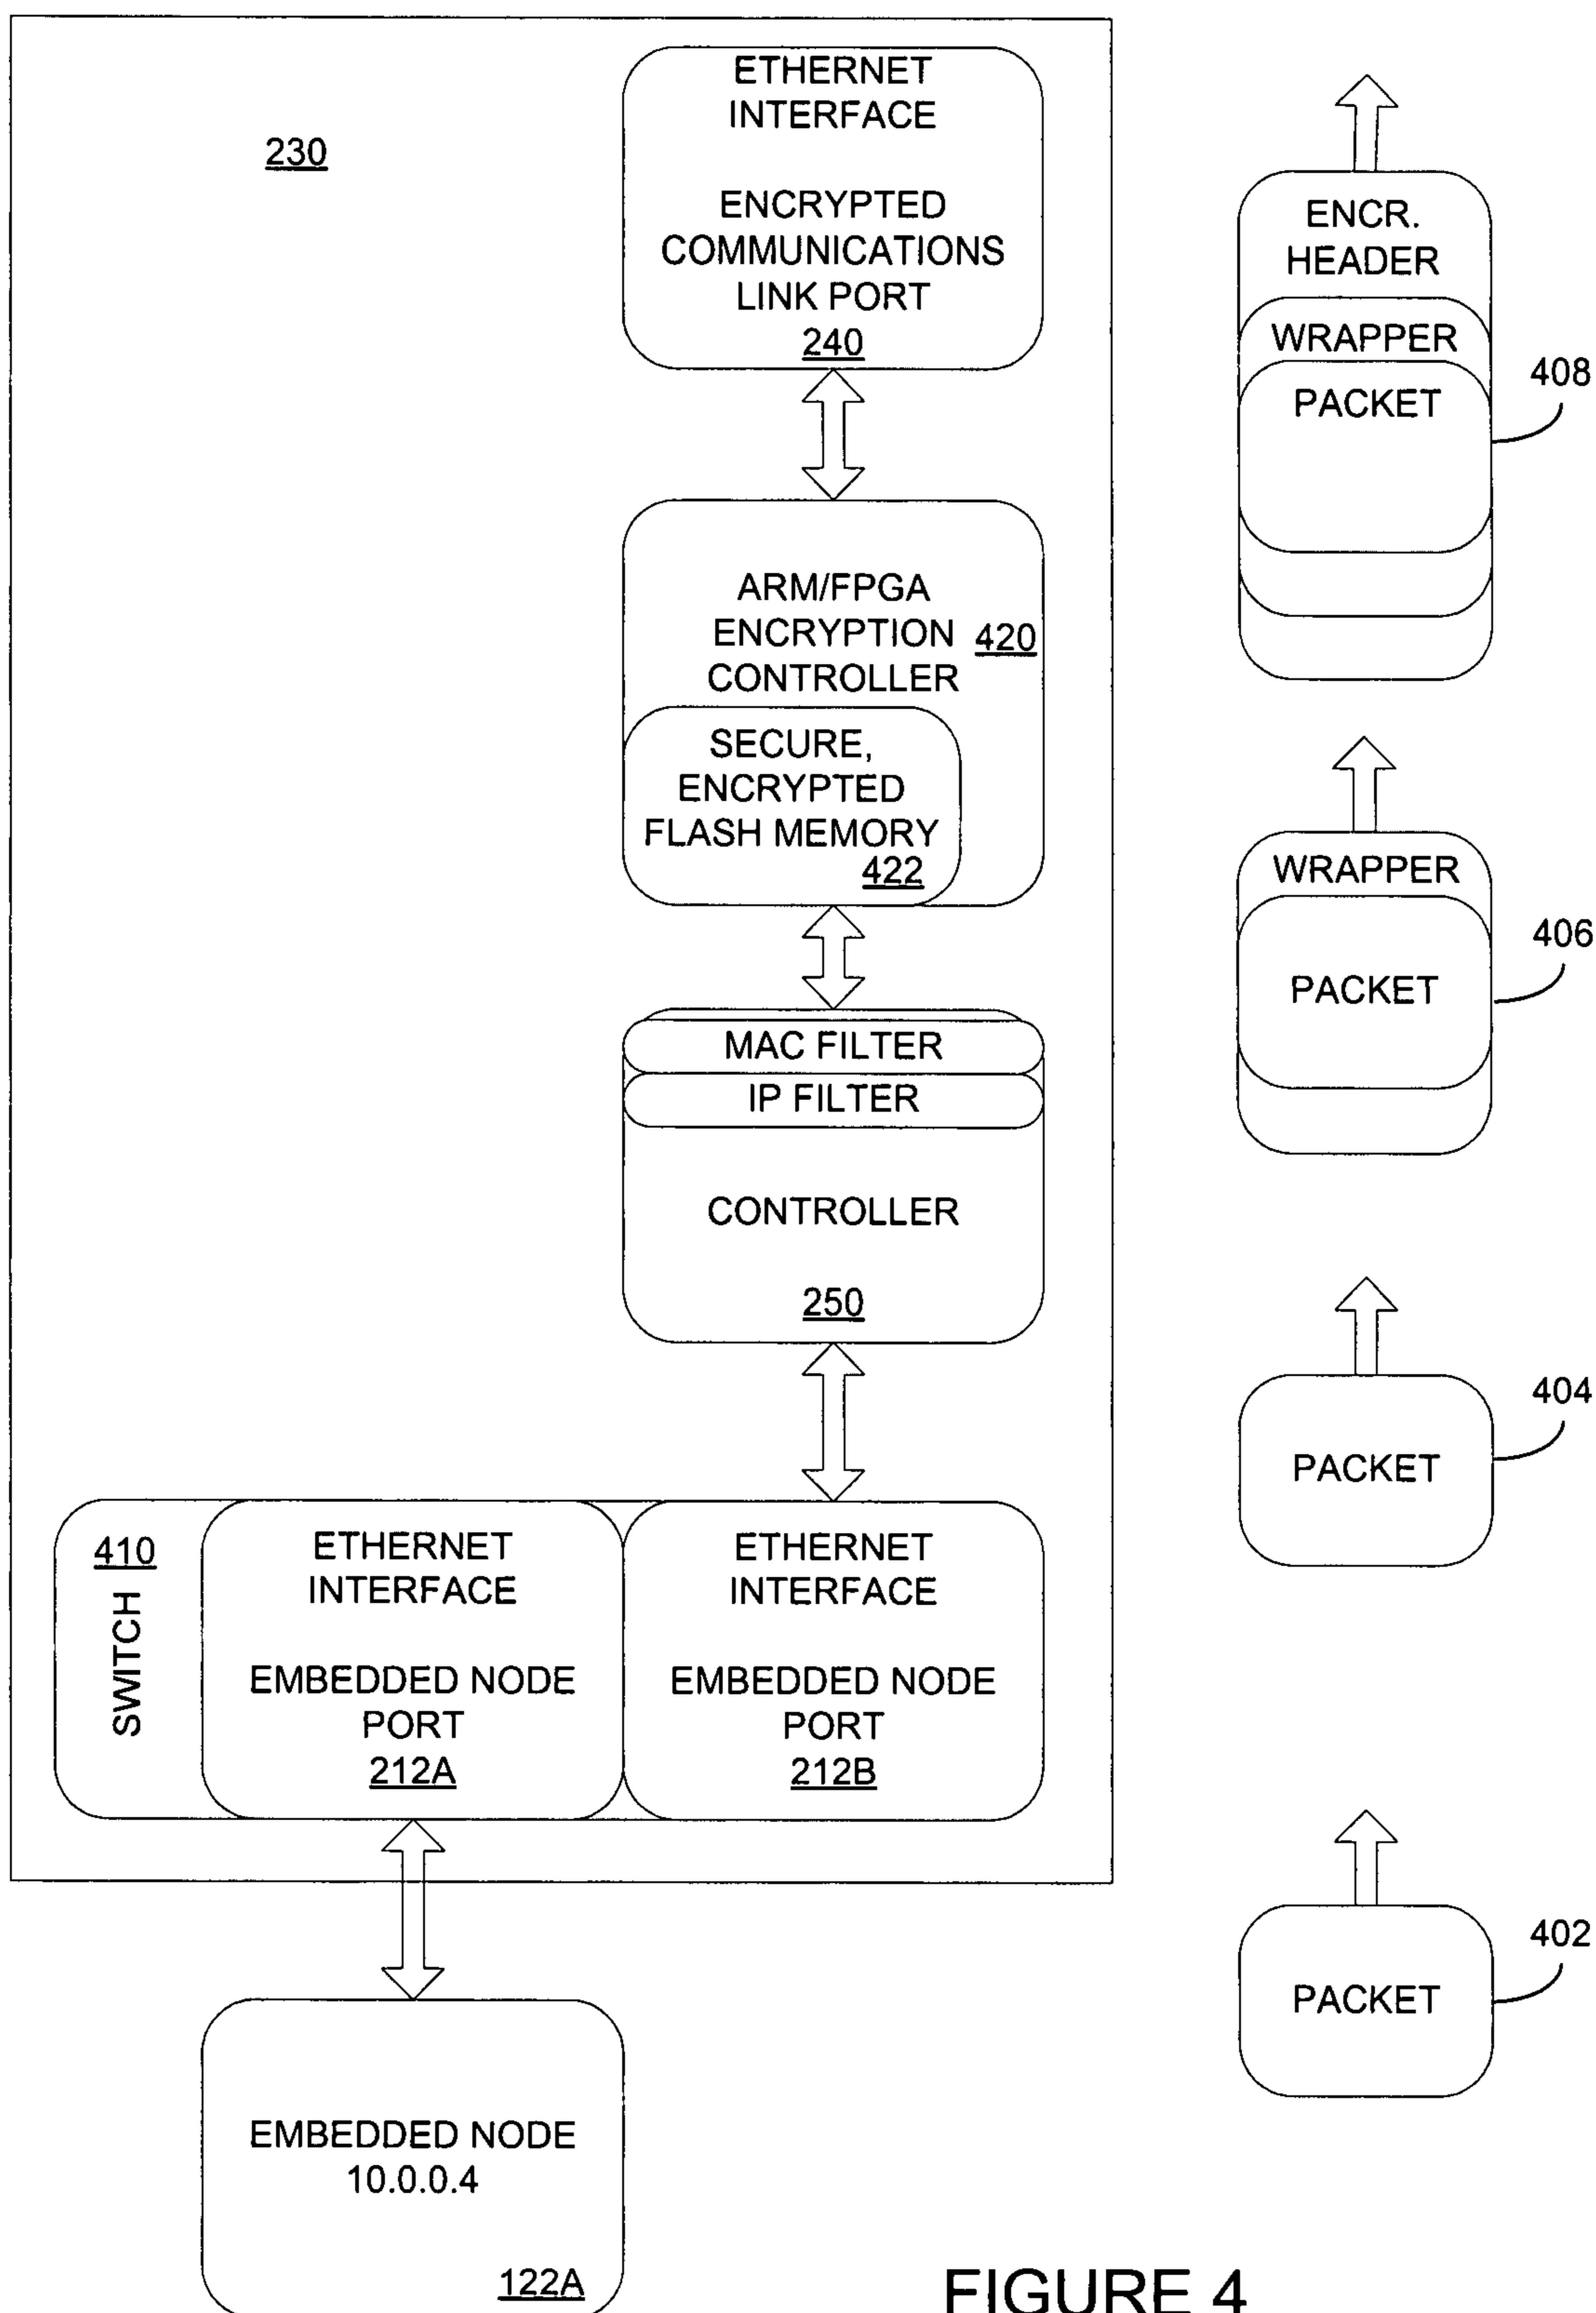 230
ETHERNET
INTERFACE
ENCRYPTED
COMMUNICATIONS
LINK PORT
240
ARM/FPGA
ENCRYPTION
CONTROLLER
420
SECURE,
ENCRYPTED
FLASH MEMORY
422
MAC FILTER
IP FILTER
CONTROLLER
250
410
SWITCH
ETHERNET
INTERFACE
EMBEDDED NODE
PORT
212A
ETHERNET
INTERFACE
EMBEDDED NODE
PORT
212B
EMBEDDED NODE
10.0.0.4
122A
ENCR.
HEADER
WRAPPER
PACKET
408
WRAPPER
PACKET
406
PACKET
404
PACKET
402
FIGURE 4